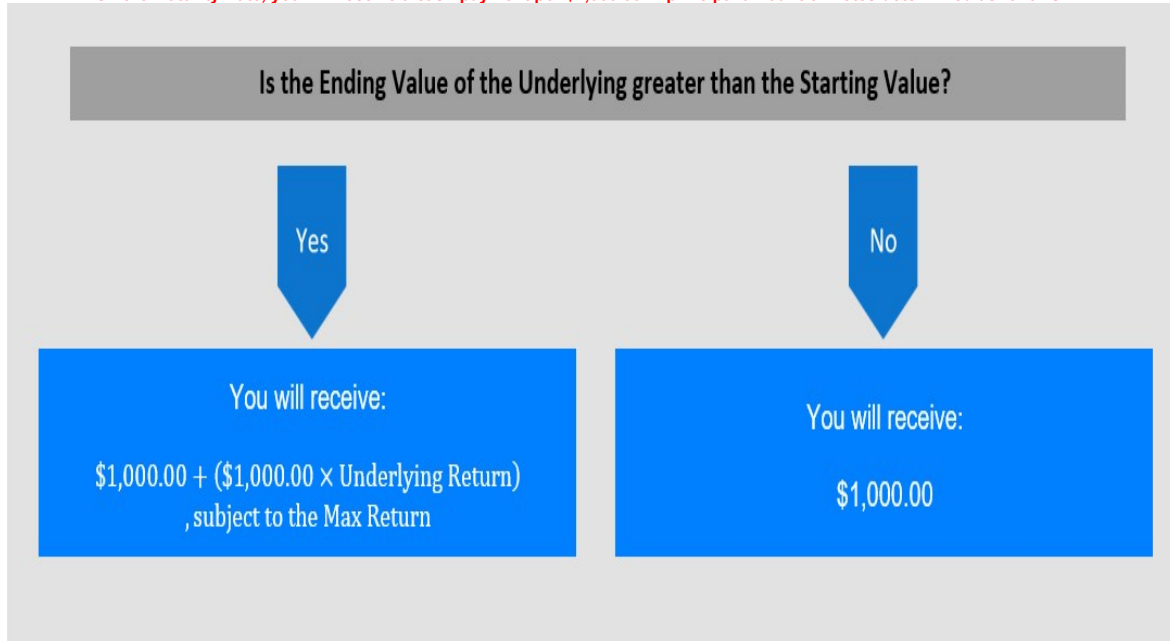 Is the Ending Value of the Underlying greater than the Starting Value?
Yes
No
You will receive:
$1,000.00 + ($1,000.00 × Underlying Return)
, subject to the Max Return
You will receive:
$1,000.00